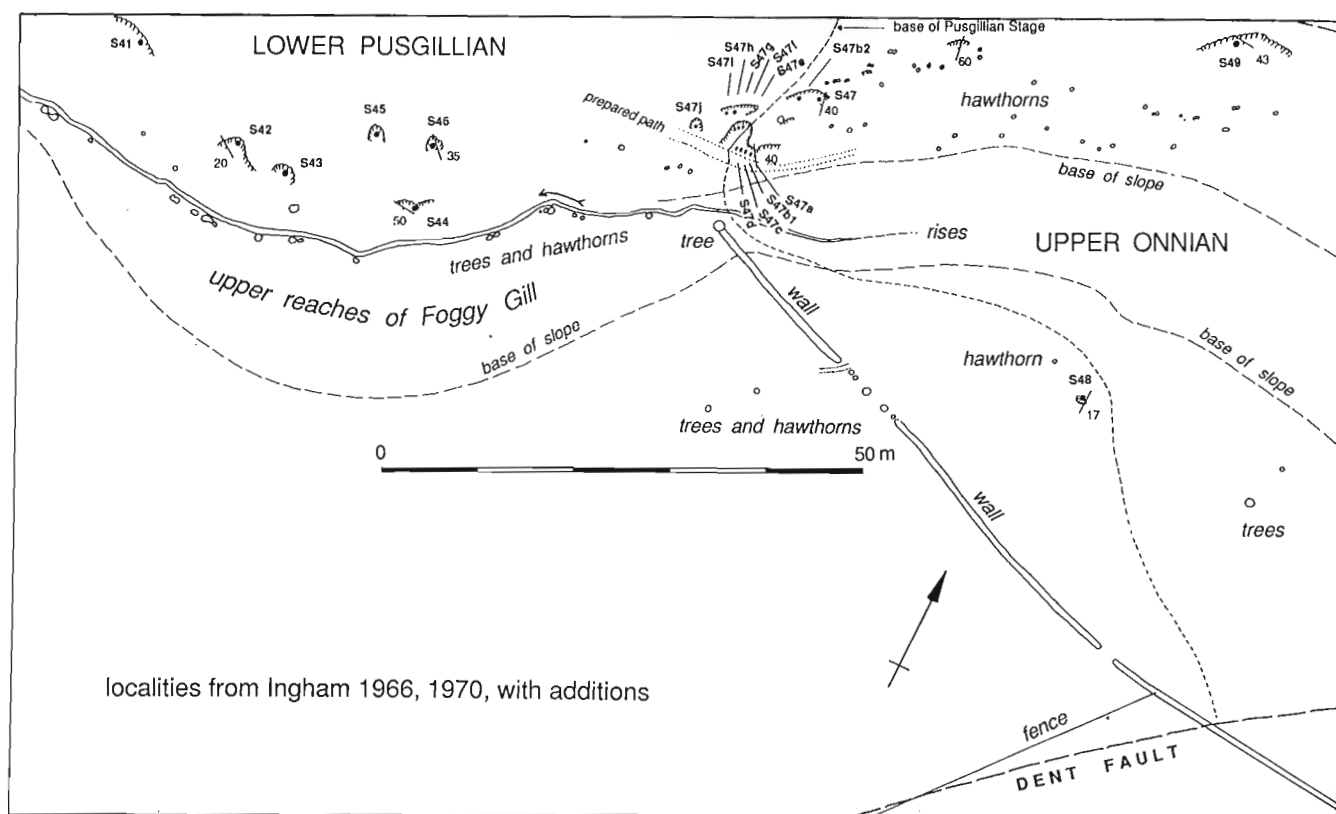 S41
LOWER PUSGILLIAN
base of Pusgillian Stage
S47h
S47g
S47f
S47i
S47e
S47b2
60
S49
43
S45
S46
35
S42
20
S43
S47j
S47
40
hawthorns
prepared path
40
base of slope
50
S44
S47a
S47b1
S47c
S47d
rises
UPPER ONNIAN
trees and hawthorns
tree
upper reaches of Foggy Gill
wall
base of slope
base of slope
hawthorn
S48
17
trees and hawthorns
0
50 m
wall
trees
localities from Ingham 1966, 1970, with additions
fence
DENT FAULT